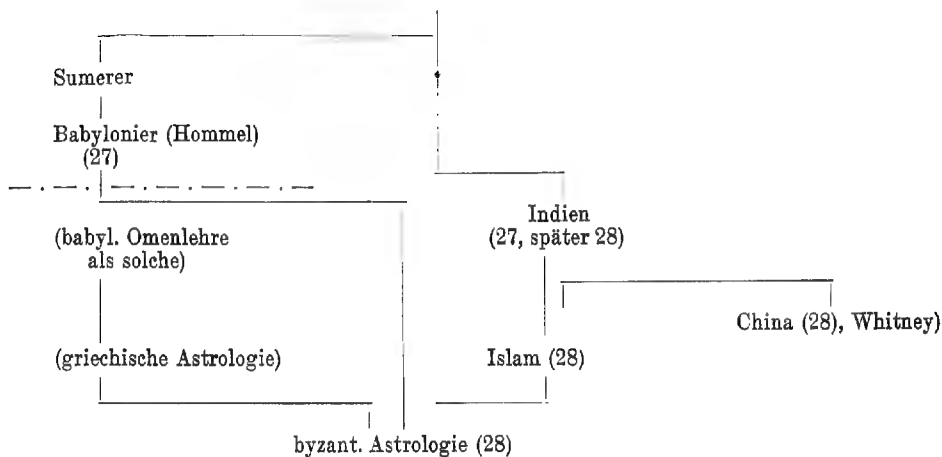 Sumerer
Babylonier (Hommel)
(27)
(babyl. Omenlehre
als solche)
Indien
(27, später 28)
China (28), Whitney)
(griechische Astrologie)
Islam (28)
byzant. Astrologie (28)